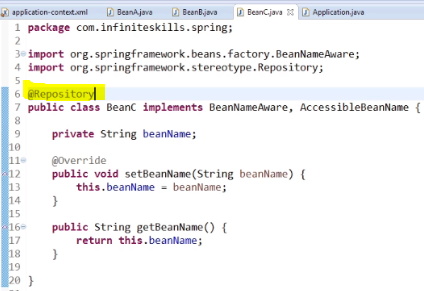 application-context.xml BeanA.java BeanB.java BeanC.java Application.java
1 package com.infiniteskills.spring;
2
3 import org.springframework.beans.factory.BeanNameAware;
4 import org.springframework.stereotype.Repository;
5
6 @Repository
7 public class BeanC implements BeanNameAware, AccessibleBeanName {
8
9 private String beanName;
10
11 @Override
12 public void setBeanName(String beanName) {
13 this.beanName = beanName;
14 }
15
16 public String getBeanName() {
17 return this.beanName;
18 }
19
20 }